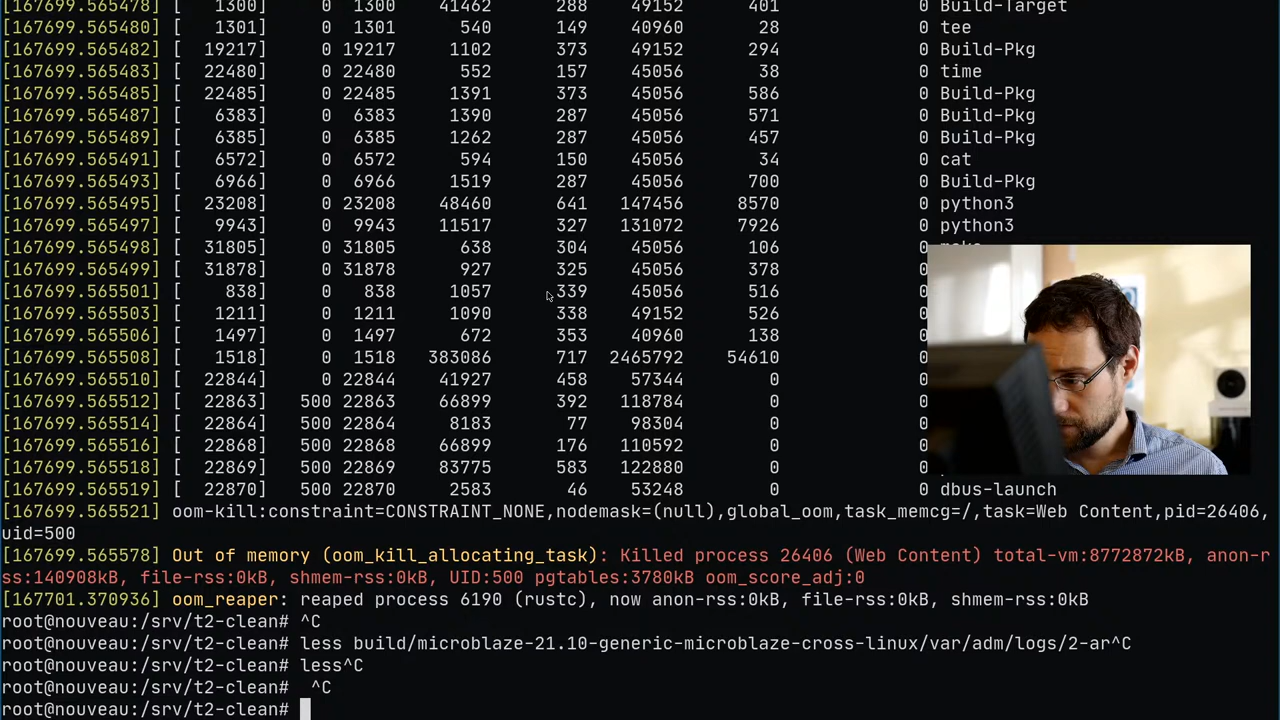 [167699.565478] [   1300]     0  1300    41462      288    49152      401             0 Build-Target
[167699.565480] [   1301]     0  1301      540      149    40960       28             0 tee
[167699.565482] [  19217]     0 19217     1102      373    49152      294             0 Build-Pkg
[167699.565483] [  22480]     0 22480      552      157    45056       38             0 time
[167699.565485] [  22485]     0 22485     1391      373    45056      586             0 Build-Pkg
[167699.565487] [   6383]     0  6383     1390      287    45056      571             0 Build-Pkg
[167699.565489] [   6385]     0  6385     1262      287    45056      457             0 Build-Pkg
[167699.565491] [   6572]     0  6572      594      150    45056       34             0 cat
[167699.565493] [   6966]     0  6966     1519      287    45056      700             0 Build-Pkg
[167699.565495] [  23208]     0 23208    48460      641   147456     8570             0 python3
[167699.565497] [   9943]     0  9943    11517      327   131072     7926             0 python3
[167699.565498] [  31805]     0 31805      638      304    45056      106             0
[167699.565499] [  31878]     0 31878      927      325    45056      378             0
[167699.565501] [    838]     0   838     1057      339    45056      516             0
[167699.565503] [   1211]     0  1211     1090      338    49152      526             0
[167699.565506] [   1497]     0  1497      672      353    40960      138             0
[167699.565508] [   1518]     0  1518   383086      717  2465792    54610             0
[167699.565510] [  22844]     0 22844    41927      458    57344        0             0
[167699.565512] [  22863]   500 22863    66899      392   118784        0             0
[167699.565514] [  22864]   500 22864     8183       77    98304        0             0
[167699.565516] [  22868]   500 22868    66899      176   110592        0             0
[167699.565518] [  22869]   500 22869    83775      583   122880        0             0
[167699.565519] [  22870]   500 22870     2583       46    53248        0             0 dbus-launch
[167699.565521] oom-kill:constraint=CONSTRAINT_NONE,nodemask=(null),global_oom,task_memcg=/,task=Web Content,pid=26406,
uid=500
[167699.565578] Out of memory (oom_kill_allocating_task): Killed process 26406 (Web Content) total-vm:8772872kB, anon-r
ss:140908kB, file-rss:0kB, shmem-rss:0kB, UID:500 pgtables:3780kB oom_score_adj:0
[167701.370936] oom_reaper: reaped process 6190 (rustc), now anon-rss:0kB, file-rss:0kB, shmem-rss:0kB
root@nouveau:/srv/t2-clean# ^C
root@nouveau:/srv/t2-clean# less build/microblaze-21.10-generic-microblaze-cross-linux/var/adm/logs/2-ar^C
root@nouveau:/srv/t2-clean# less^C
root@nouveau:/srv/t2-clean#  ^C
root@nouveau:/srv/t2-clean#